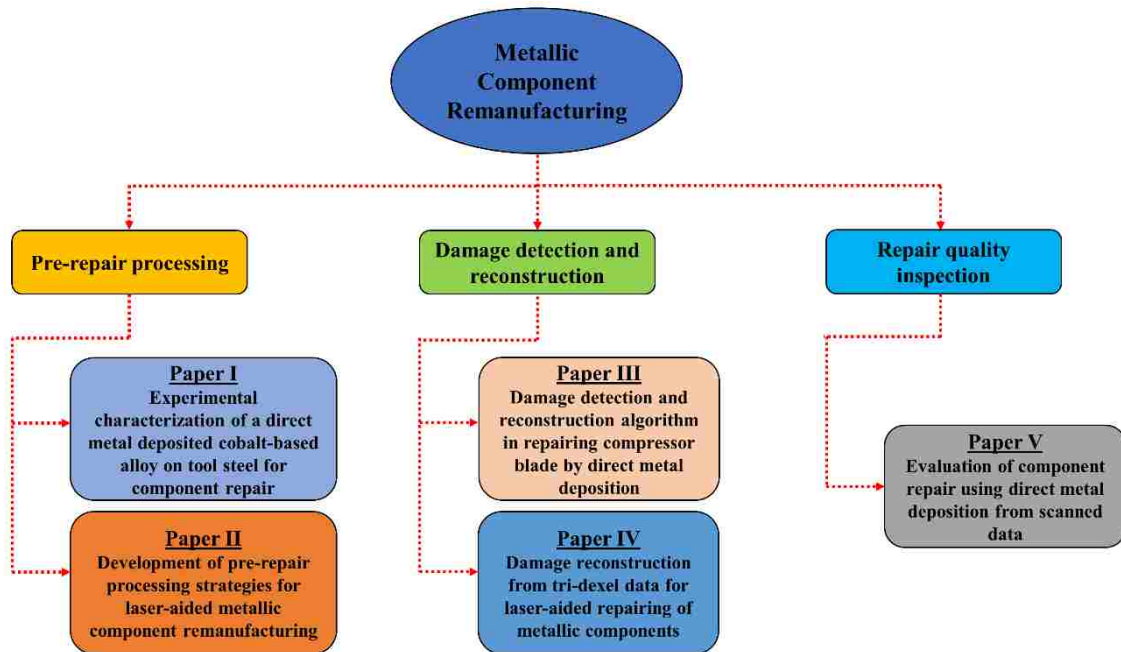 Metallic
Component
Remanufacturing
Pre-repair processing
Damage detection and
reconstruction
Repair quality
inspection
Paper I
Experimental
characterization of a direct
metal deposited cobalt-based
alloy on tool steel for
component repair
Paper II
Development of pre-repair
processing strategies for
laser-aided metallic
component remanufacturing
Paper III
Damage detection and
reconstruction algorithm
in repairing compressor
blade by direct metal
deposition
Paper IV
Damage reconstruction
from tri-dexel data for
laser-aided repairing of
metallic components
Paper V
Evaluation of component
repair using direct metal
deposition from scanned
data